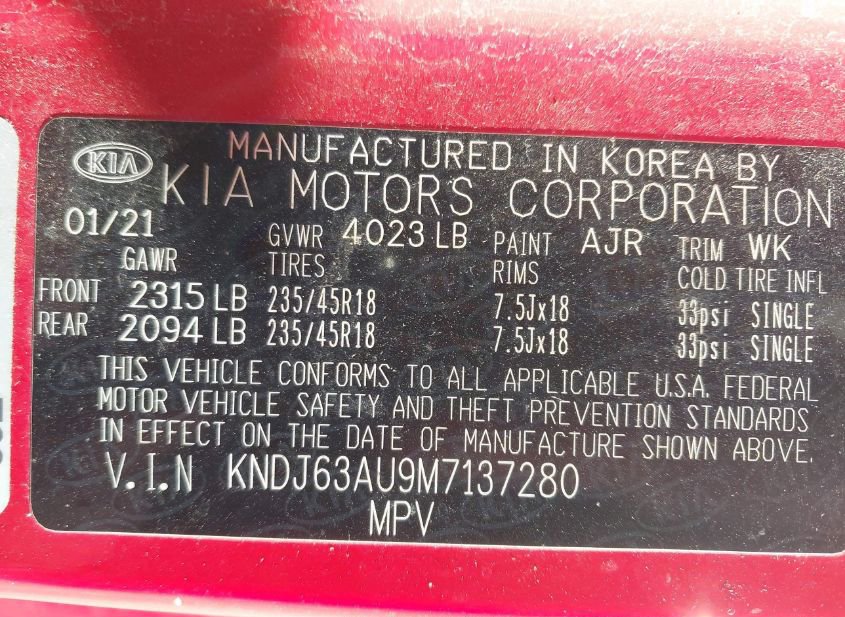 KIA MANUFACTURED IN KOREA BY
KIA MOTORS CORPORATION
01/21 GVWR 4023 LB PAINT AJR TRIM WK
GAWR TIRES RIMS COLD TIRE INFL
FRONT 2315 LB 235/45R18 7.5Jx18 33psi SINGLE
REAR 2094 LB 235/45R18 7.5Jx18 33psi SINGLE
THIS VEHICLE CONFORMS TO ALL APPLICABLE U.S.A. FEDERAL
MOTOR VEHICLE SAFETY AND THEFT PREVENTION STANDARDS
IN EFFECT ON THE DATE OF MANUFACTURE SHOWN ABOVE.
V.I.N KNDJ63AU9M7137280
MPV